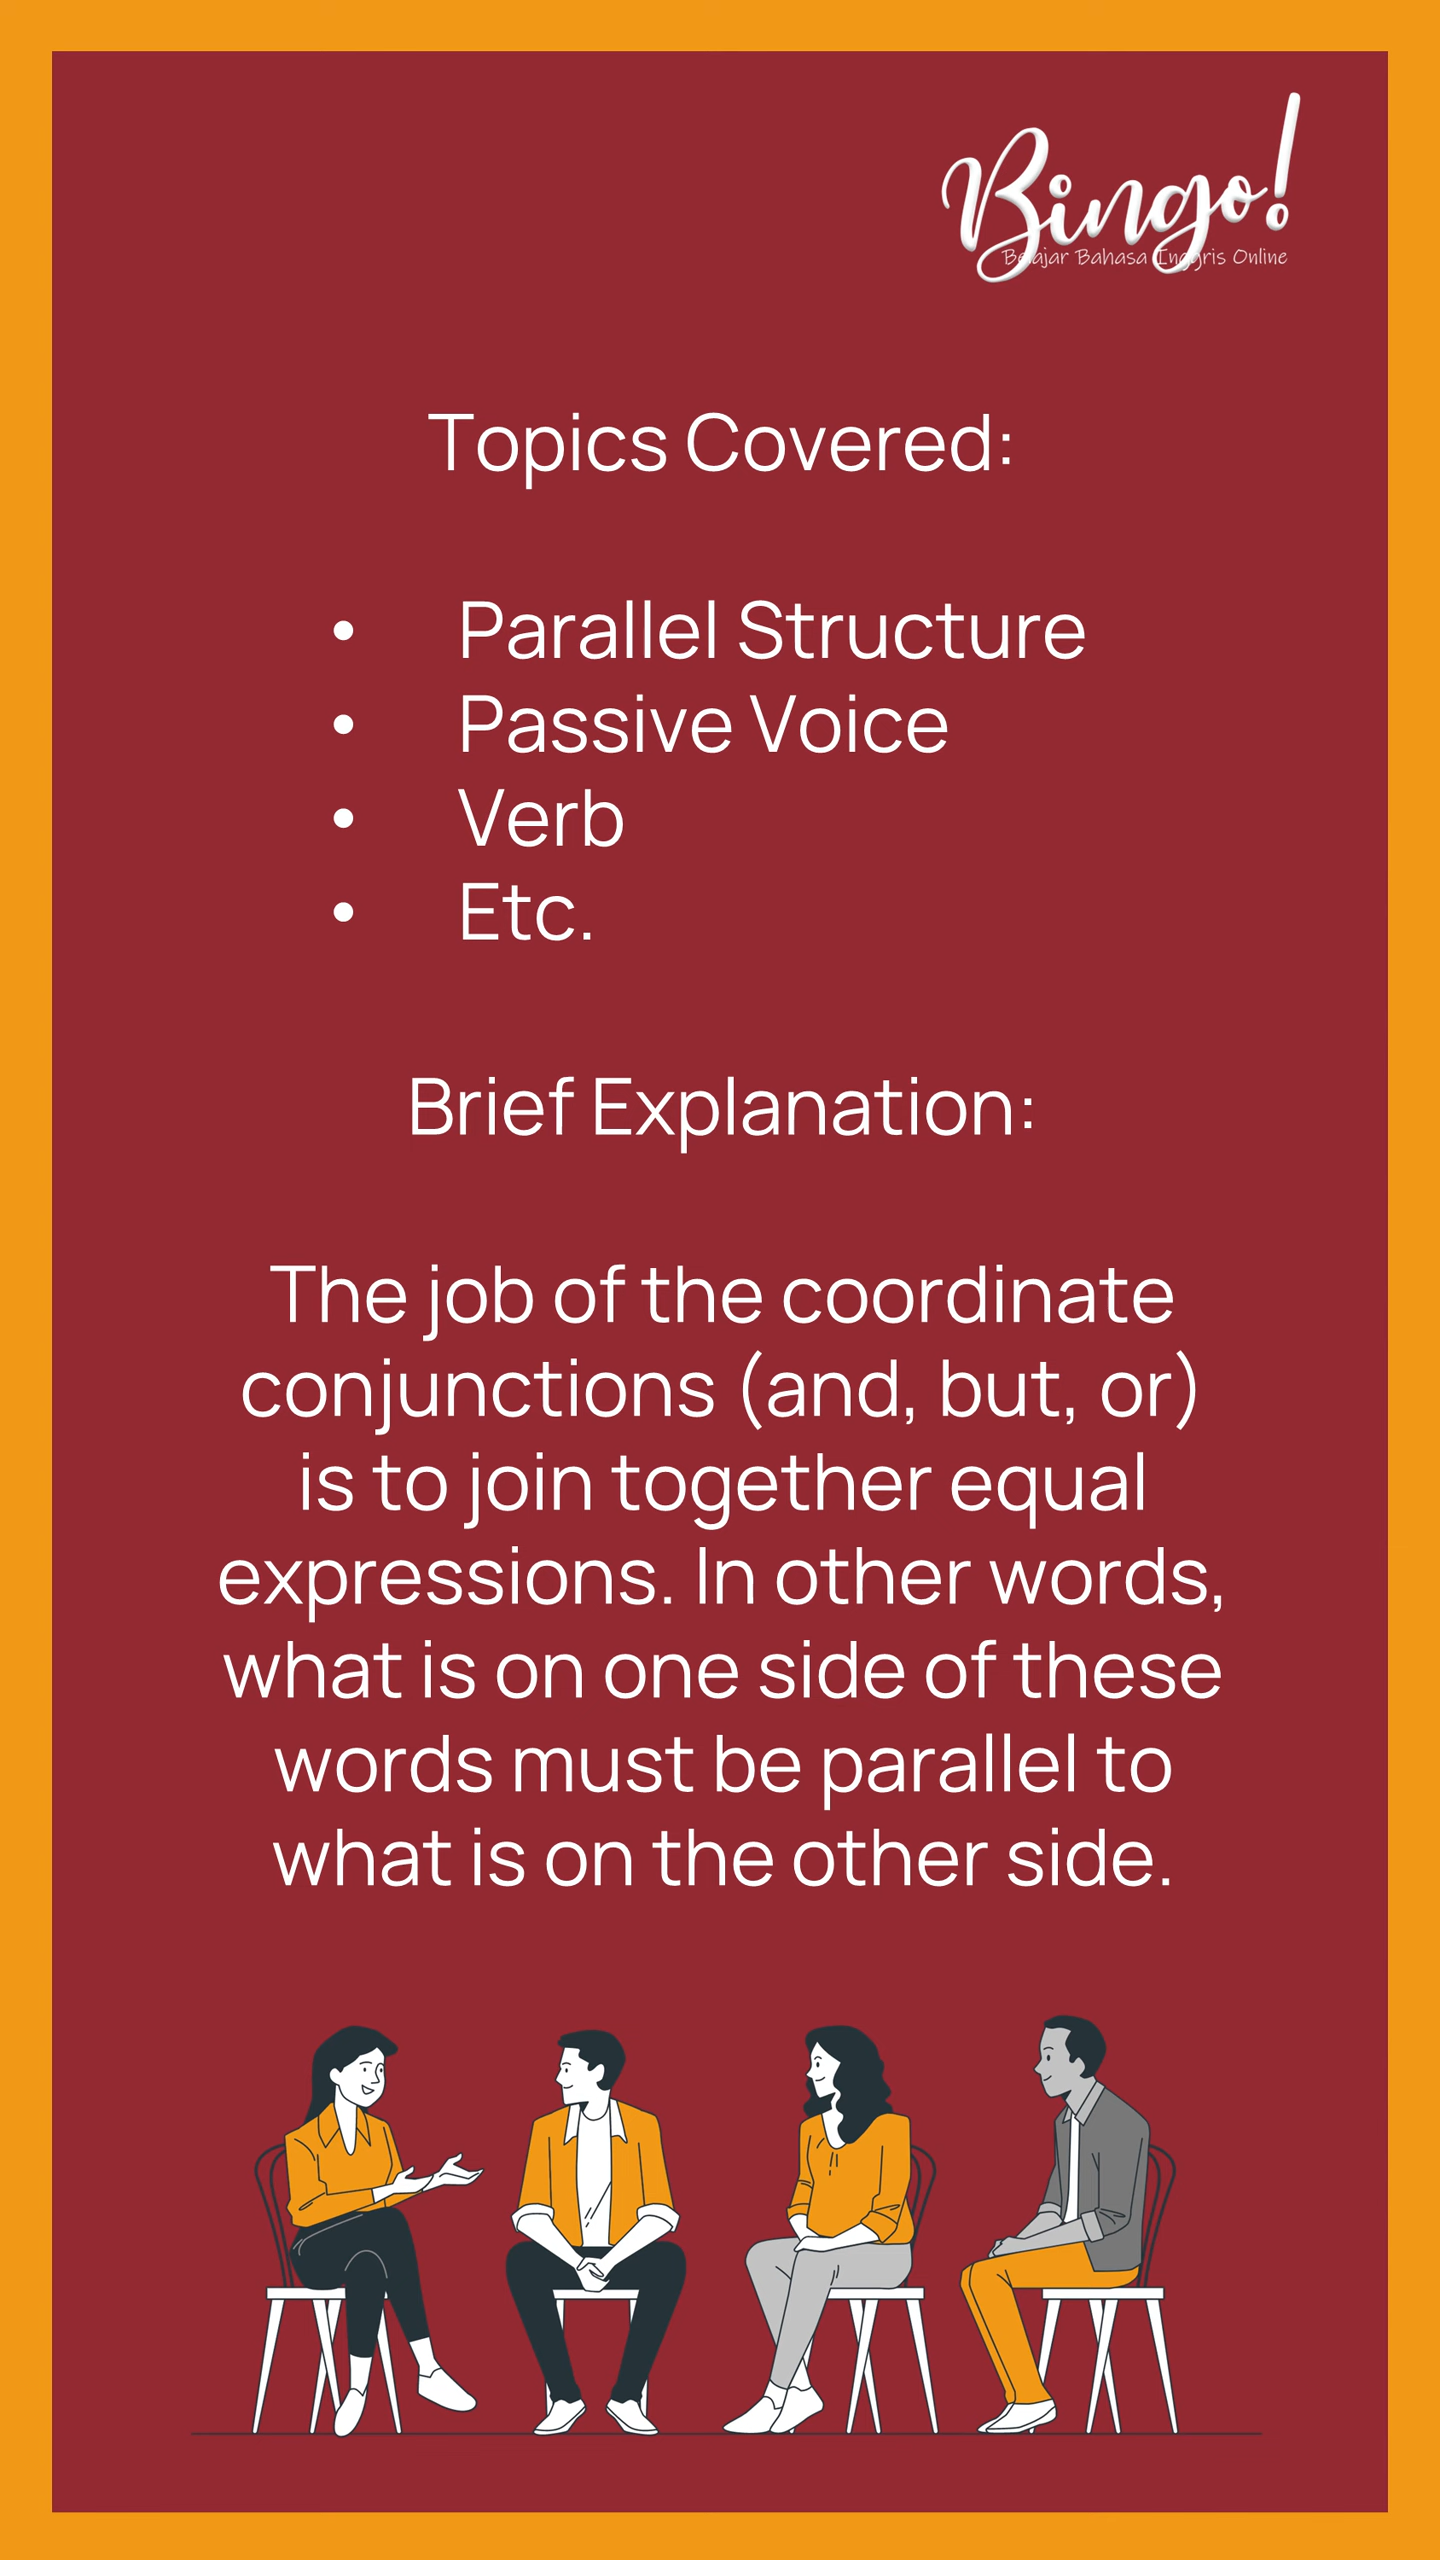 Bingo!
Belajar Bahasa Inggris Online
Topics Covered:
• Parallel Structure
• Passive Voice
• Verb
• Etc.
Brief Explanation:
The job of the coordinate
conjunctions (and, but, or)
is to join together equal
expressions. In other words,
what is on one side of these
words must be parallel to
what is on the other side.